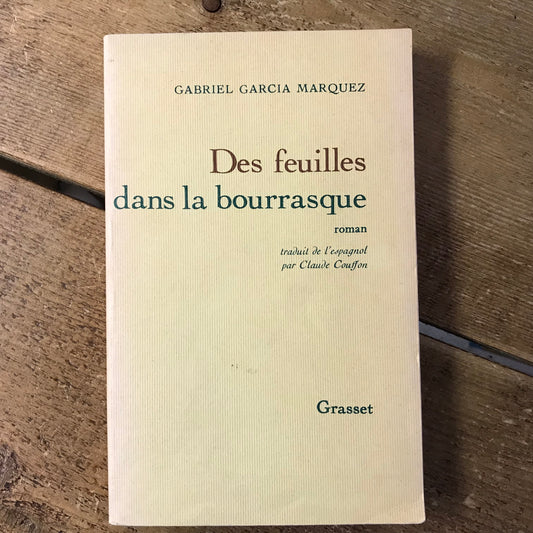 GABRIEL GARCIA MARQUEZ
Des feuilles
dans la bourrasque
roman
traduit de l'espagnol
par Claude Couffon
Grasset